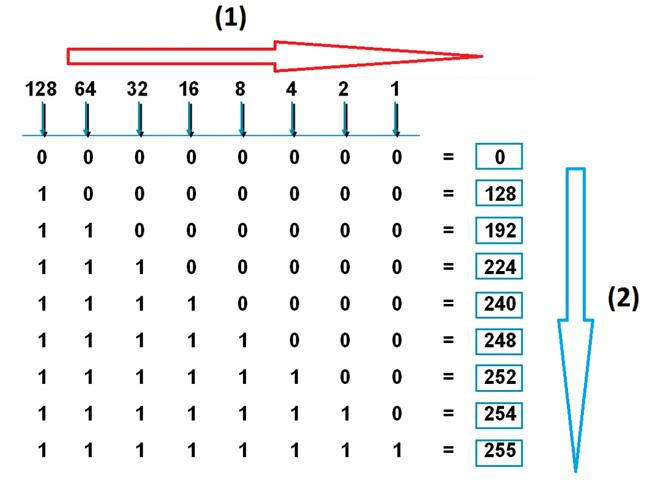 (1)
128 64 32 16 8 4 2 1
0 0 0 0 0 0 0 0 = 0
1 0 0 0 0 0 0 0 = 128
1 1 0 0 0 0 0 0 = 192
1 1 1 0 0 0 0 0 = 224
1 1 1 1 0 0 0 0 = 240
(2)
1 1 1 1 1 0 0 0 = 248
1 1 1 1 1 1 0 0 = 252
1 1 1 1 1 1 1 0 = 254
1 1 1 1 1 1 1 1 = 255